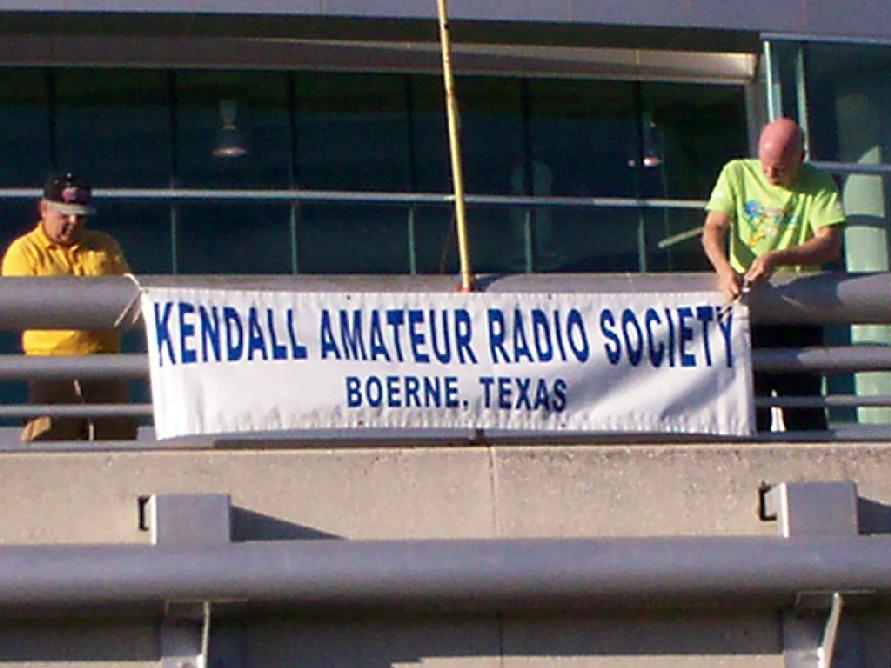 KENDALL AMATEUR RADIO SOCIETY
BOERNE, TEXAS